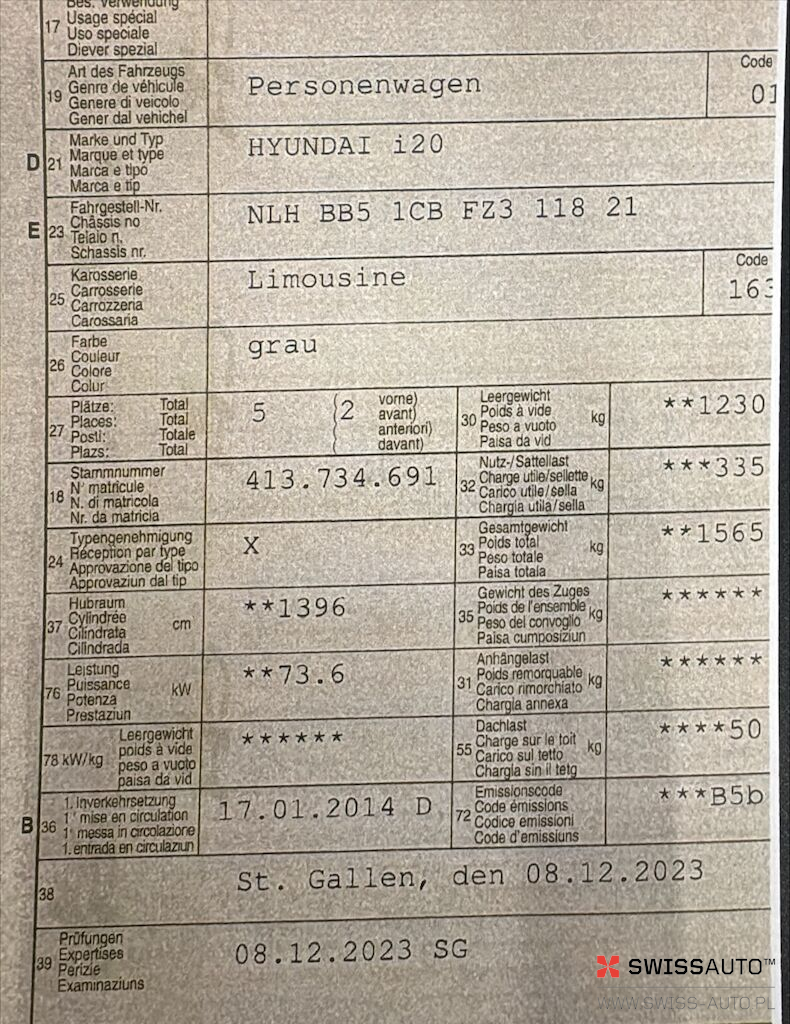 17 Bes. Verwendung
Usage spécial
Uso speciale
Diever spezial
19 Art des Fahrzeugs
Genre de véhicule
Genere di veicolo
Gener dal vehichel
Personenwagen
Code
01
D 21 Marke und Typ
Marque et type
Marca e tipo
Marca e tip
HYUNDAI i20
E 23 Fahrgestell-Nr.
Châssis no
Telaio n.
Schassis nr.
NLH BB5 1CB FZ3 118 21
25 Karosserie
Carrosserie
Carrozzeria
Carossaria
Limousine
Code
163
26 Farbe
Couleur
Colore
Colur
grau
27 Plätze: Total
Places: Total
Posti: Totale
Plazs: Total
5 (2 vorne)
avant)
anteriori)
davant)
30 Leergewicht
Poids à vide
Peso a vuoto
Paisa da vid
kg
**1230
18 Stammnummer
N° matricule
N. di matricola
Nr. da matricla
413.734.691
32 Nutz-/Sattellast
Charge utile/sellette
Carico utile/sella
Chargia utila/sella
kg
***335
24 Typengenehmigung
Réception par type
Approvazione del tipo
Approvaziun dal tip
X
33 Gesamtgewicht
Poids total
Peso totale
Paisa totala
kg
**1565
37 Hubraum
Cylindrée
Cilindrata
Cilindrada
cm
**1396
35 Gewicht des Zuges
Poids de l'ensemble
Peso del convoglio
Paisa cumposiziun
kg
******
76 Leistung
Puissance
Potenza
Prestaziun
kW
**73.6
31 Anhängelast
Poids remorquable
Carico rimorchiato
Chargia annexa
kg
******
78 kW/kg
Leergewicht
poids à vide
peso a vuoto
paisa da vid
******
55 Dachlast
Charge sur le toit
Carico sul tetto
Chargia sin il tetg
kg
****50
B 36 1. Inverkehrsetzung
1re mise en circulation
1a messa in circolazione
1. entrada en circulaziun
17.01.2014 D
72 Emissionscode
Code émissions
Codice emissioni
Code d'emissiuns
***B5b
38
St. Gallen, den 08.12.2023
39 Prüfungen
Expertises
Perizie
Examinaziuns
08.12.2023 SG
SWISSAUTO™
WWW.SWISS-AUTO.PL